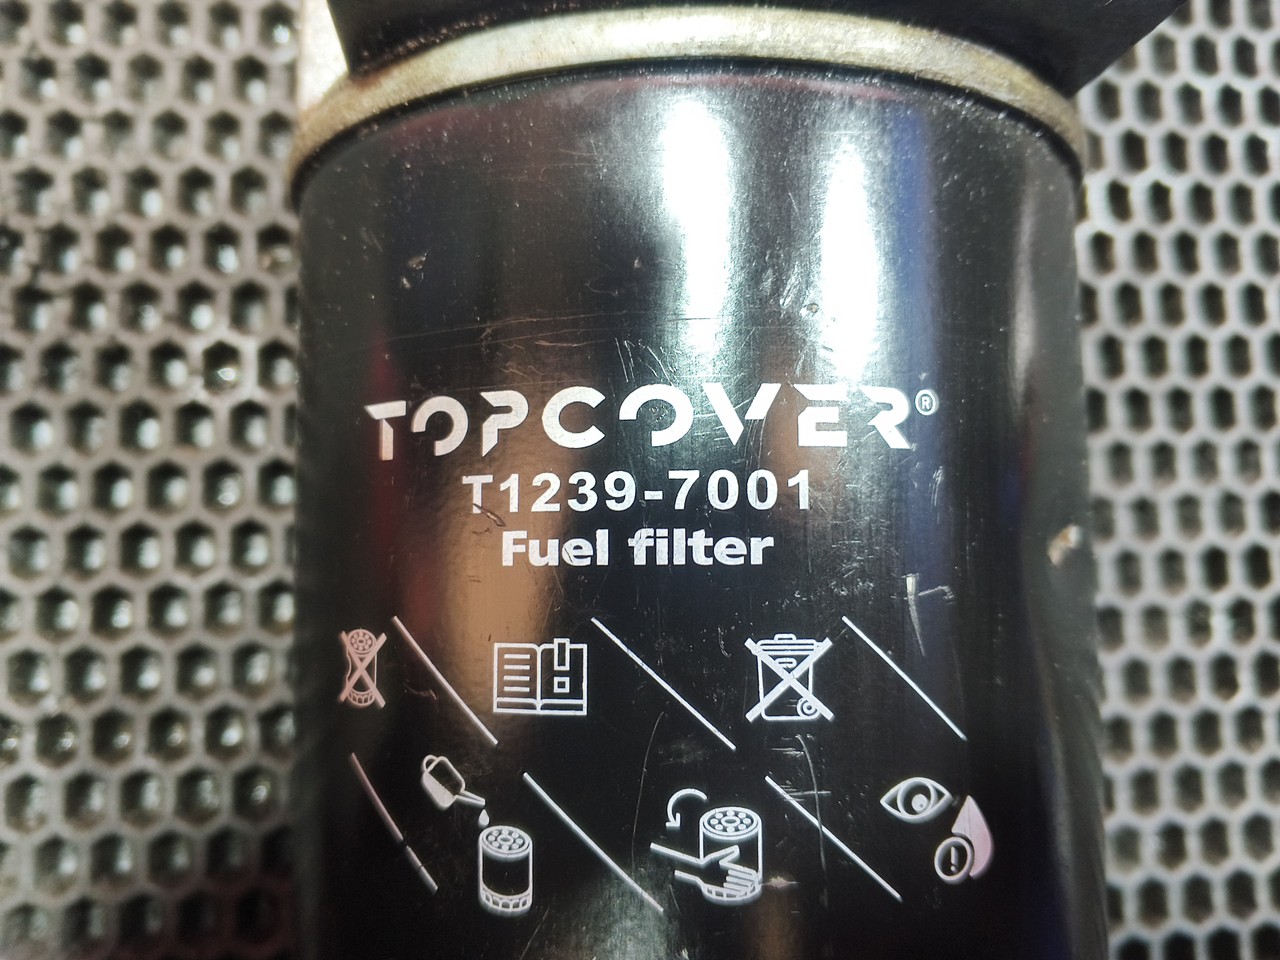 TOPCOVER®
T1239-7001
Fuel filter